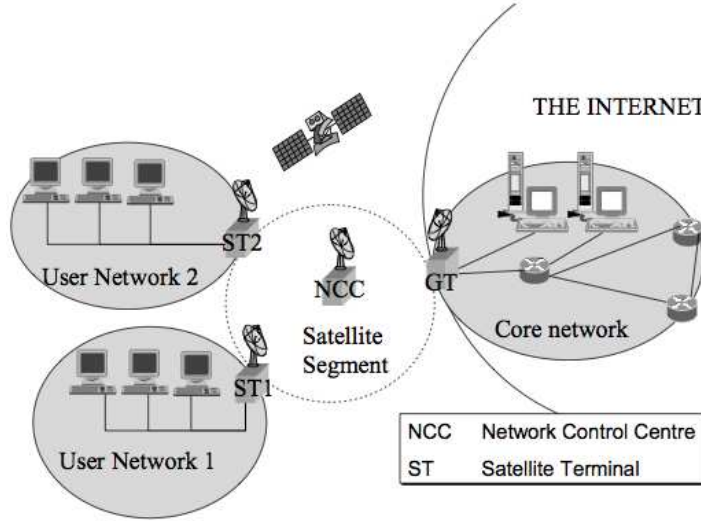 THE INTERNET
ST2
User Network 2
NCC
GT
Satellite
Segment
Core network
ST1
User Network 1
NCC Network Control Centre
ST Satellite Terminal